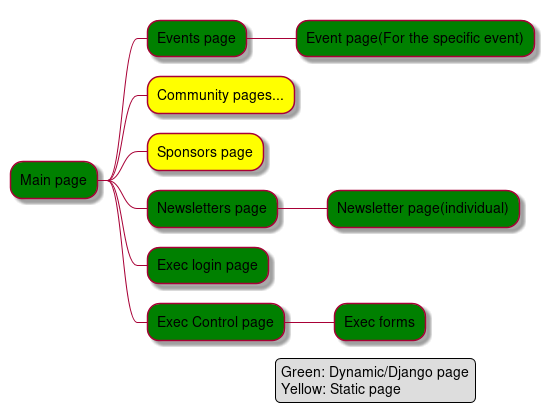 Events page
Event page(For the specific event)
Community pages...
Sponsors page
Main page
Newsletters page
Newsletter page(individual)
Exec login page
Exec Control page
Exec forms
Green: Dynamic/Django page
Yellow: Static page